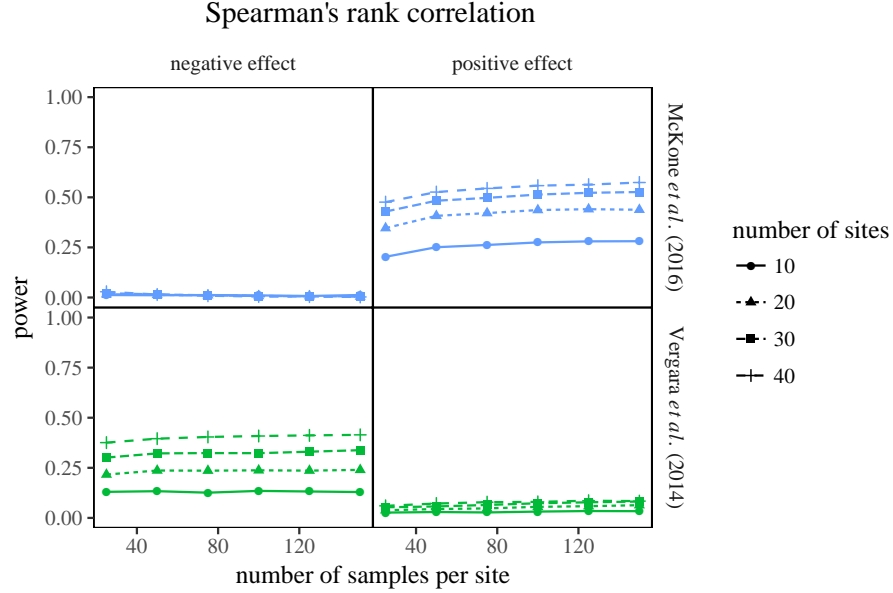 Spearman's rank correlation
negative effect
positive effect
1.00
0.75
0.50
0.25
0.00
McKone et al. (2016)
1.00
0.75
0.50
0.25
0.00
Vergara et al. (2014)
power
40
80
120
40
80
120
number of samples per site
number of sites
10
20
30
40